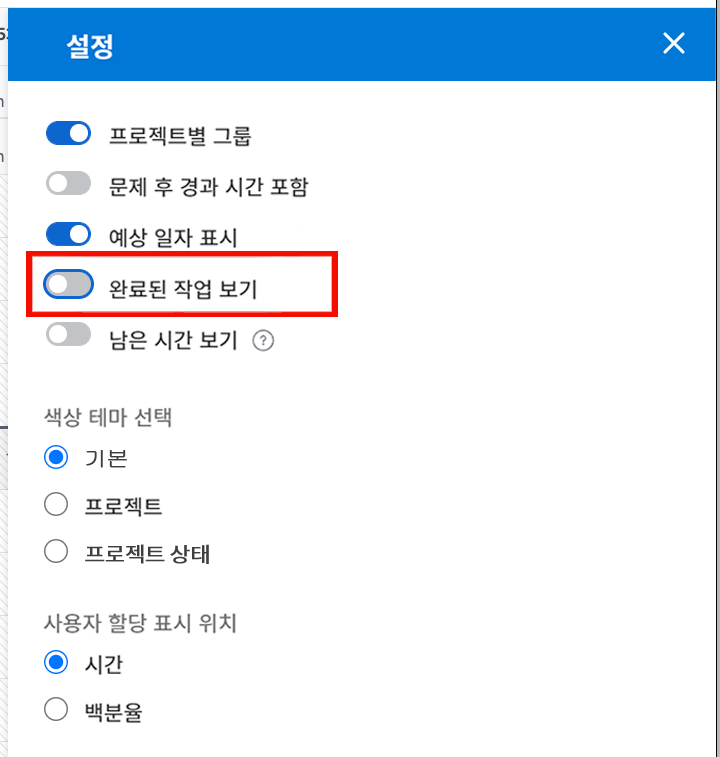 설정
프로젝트별 그룹
문제 후 경과 시간 포함
예상 일자 표시
완료된 작업 보기
남은 시간 보기 ?
색상 테마 선택
기본
프로젝트
프로젝트 상태
사용자 할당 표시 위치
시간
백분율